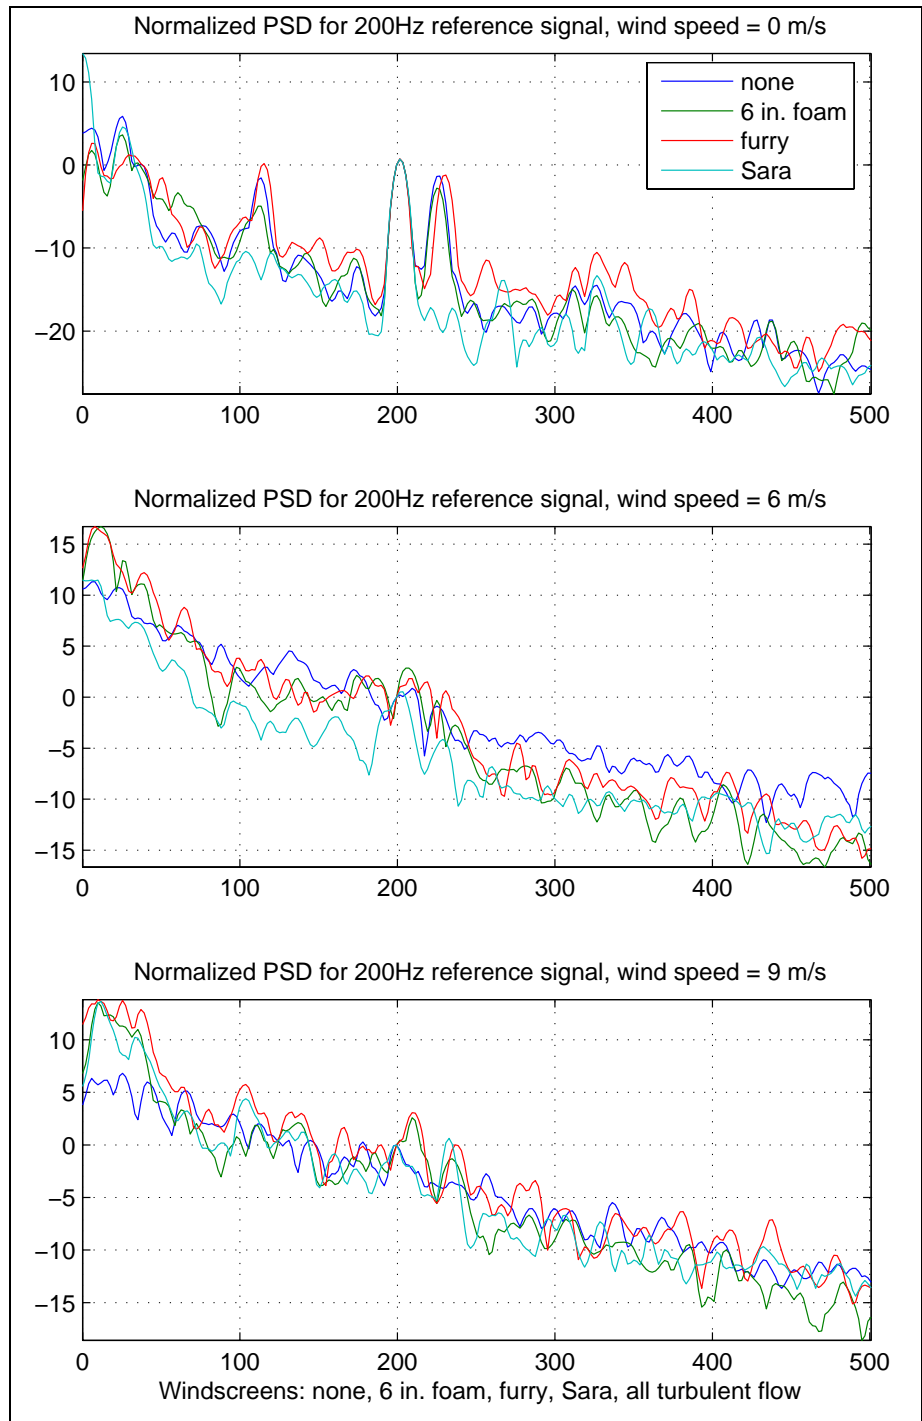 Normalized PSD for 200Hz reference signal, wind speed = 0 m/s
10
0
−10
−20
0 100 200 300 400 500
none
6 in. foam
furry
Sara
Normalized PSD for 200Hz reference signal, wind speed = 6 m/s
15
10
5
0
−5
−10
−15
0 100 200 300 400 500
Normalized PSD for 200Hz reference signal, wind speed = 9 m/s
10
5
0
−5
−10
−15
0 100 200 300 400 500
Windscreens: none, 6 in. foam, furry, Sara, all turbulent flow